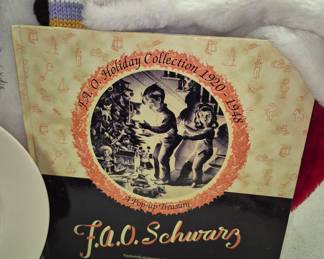 F.A.O. Holiday Collection 1920-1948
A Pop-up Treasury
F.A.O. Schwarz